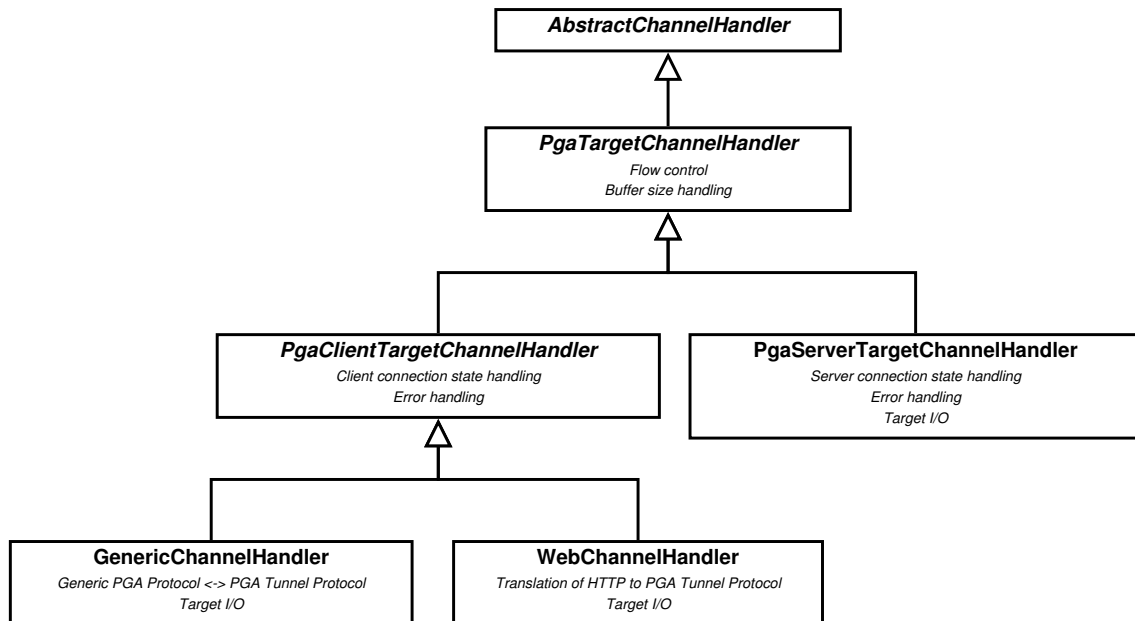 AbstractChannelHandler
PgaTargetChannelHandler
Flow control
Buffer size handling
PgaClientTargetChannelHandler
Client connection state handling
Error handling
PgaServerTargetChannelHandler
Server connection state handling
Error handling
Target I/O
GenericChannelHandler
Generic PGA Protocol <-> PGA Tunnel Protocol
Target I/O
WebChannelHandler
Translation of HTTP to PGA Tunnel Protocol
Target I/O